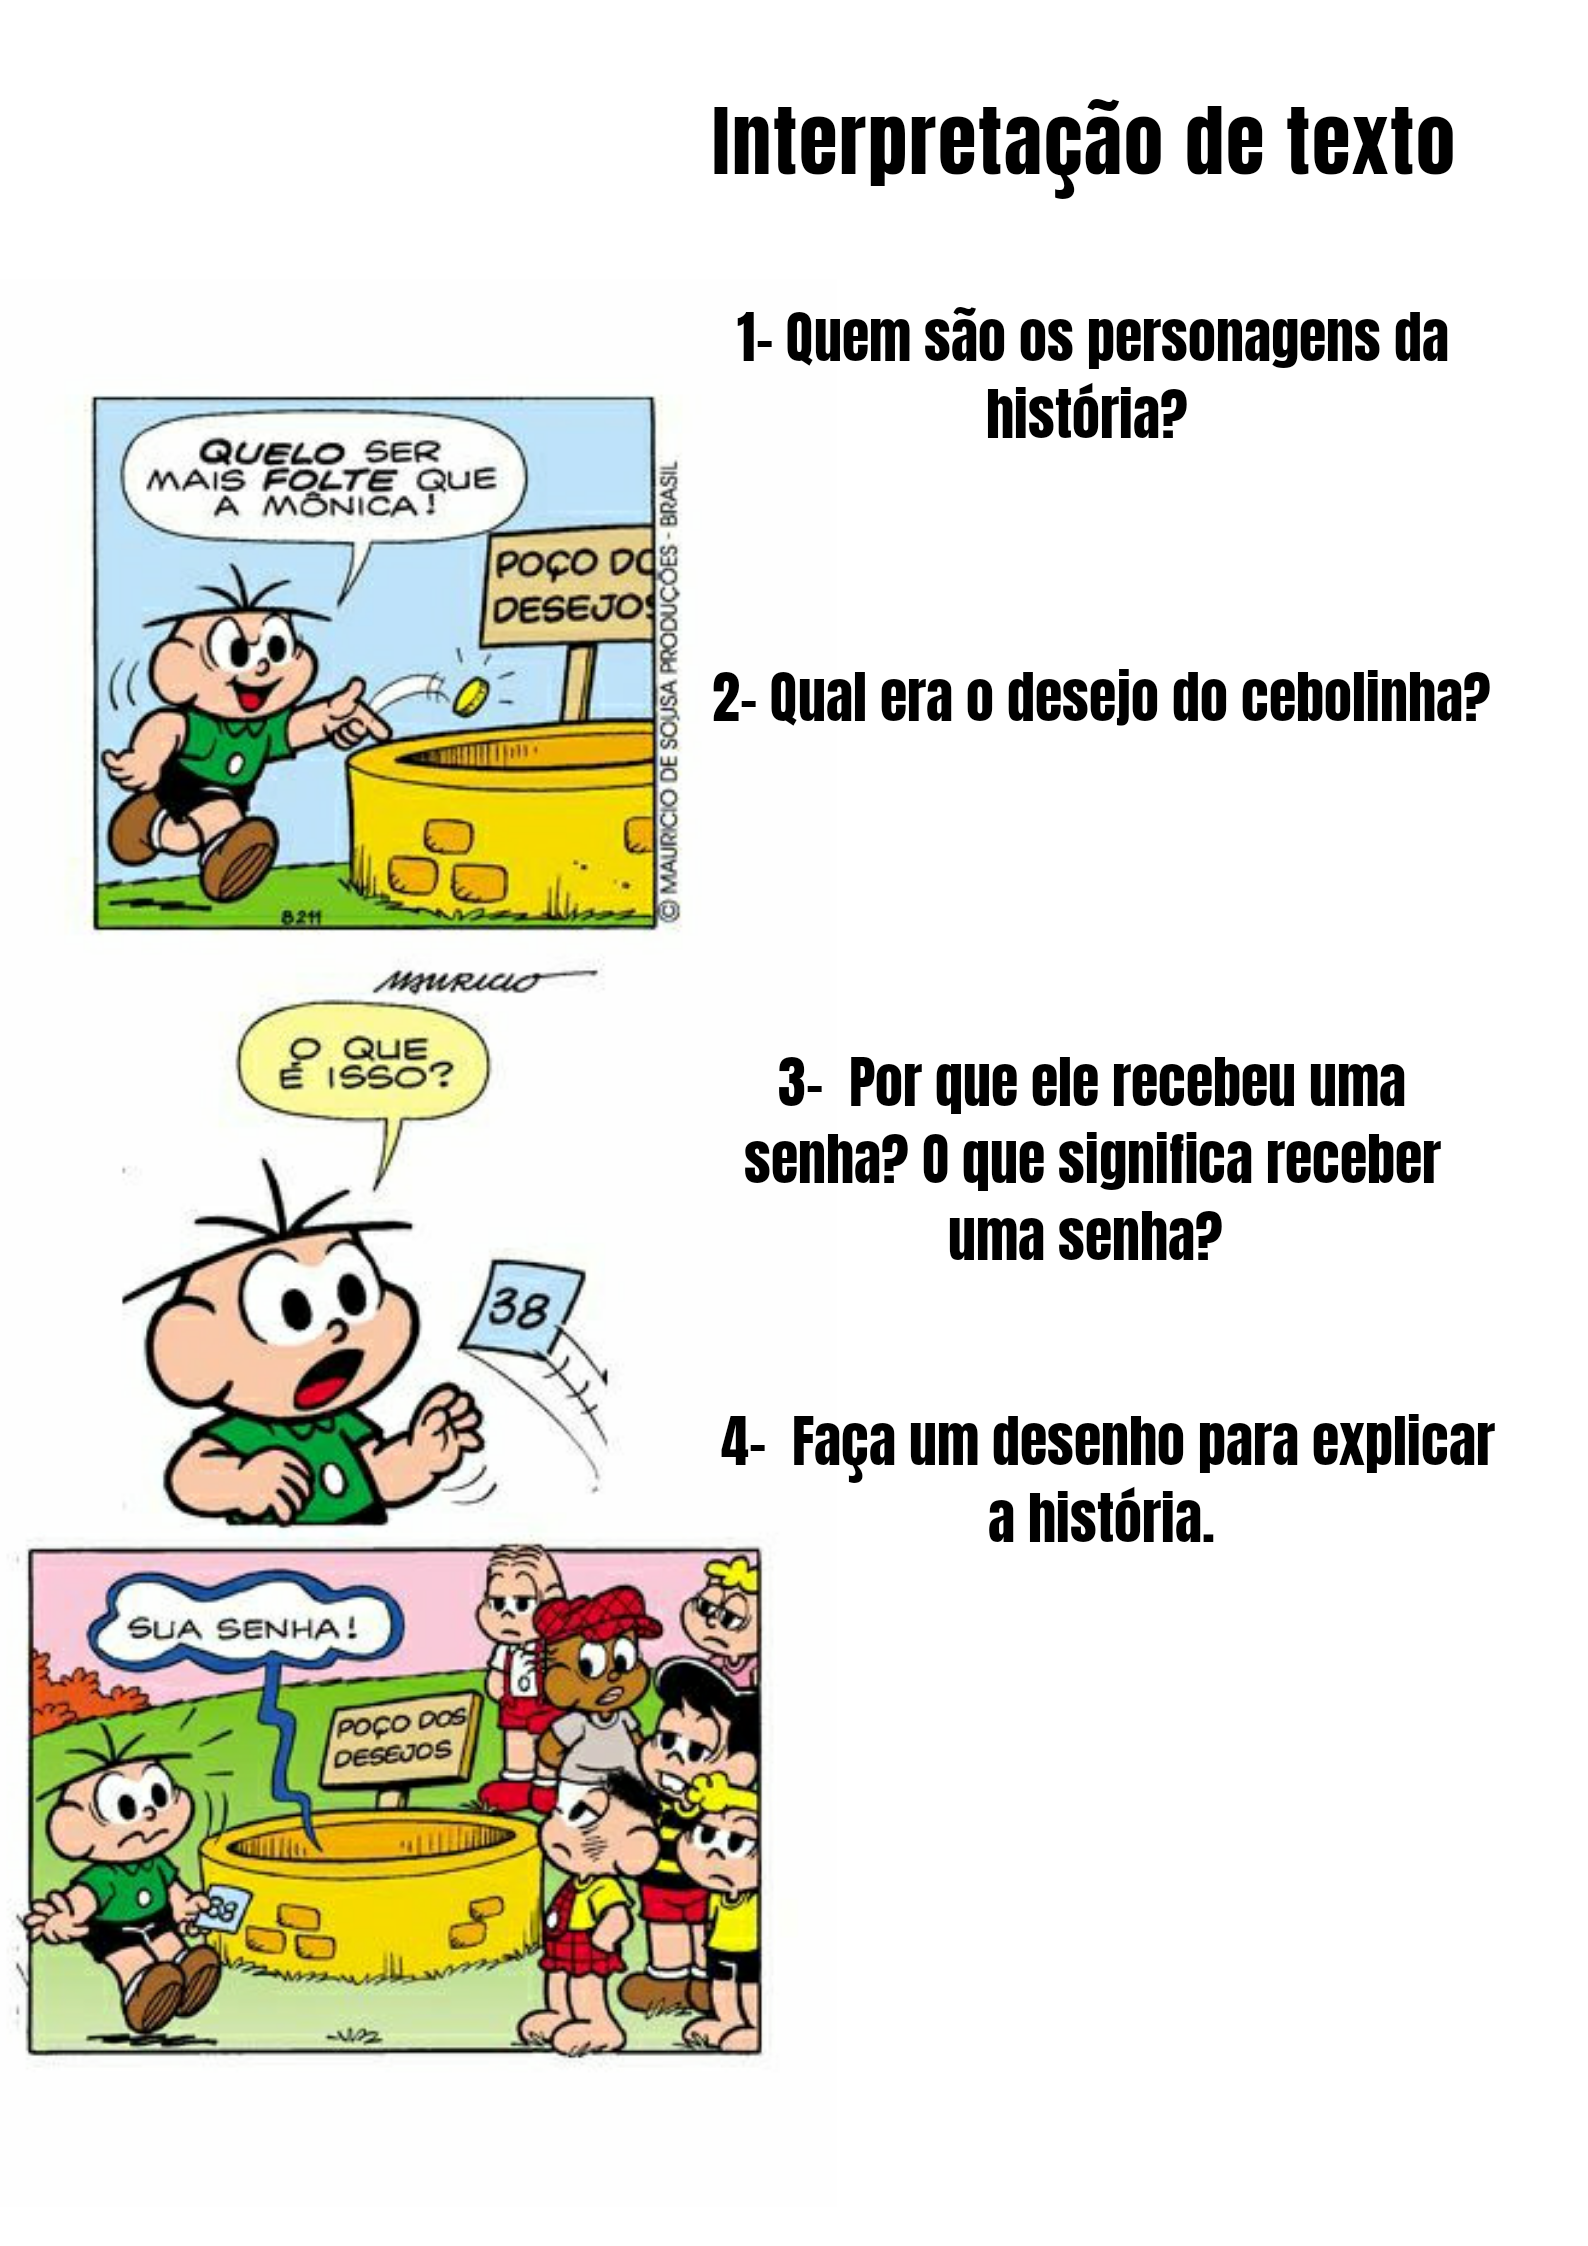 Interpretação de texto
1- Quem são os personagens da
história?
QUELO SER
MAIS FOLTE QUE
A MÔNICA!
POÇO DO
DESEJOS
© MAURICIO DE SOUSA PRODUÇÕES - BRASIL
8211
2- Qual era o desejo do cebolinha?
MAURICIO
O QUE
É ISSO?
38
3- Por que ele recebeu uma
senha? O que significa receber
uma senha?
4- Faça um desenho para explicar
a história.
SUA SENHA!
POÇO DOS
DESEJOS
38